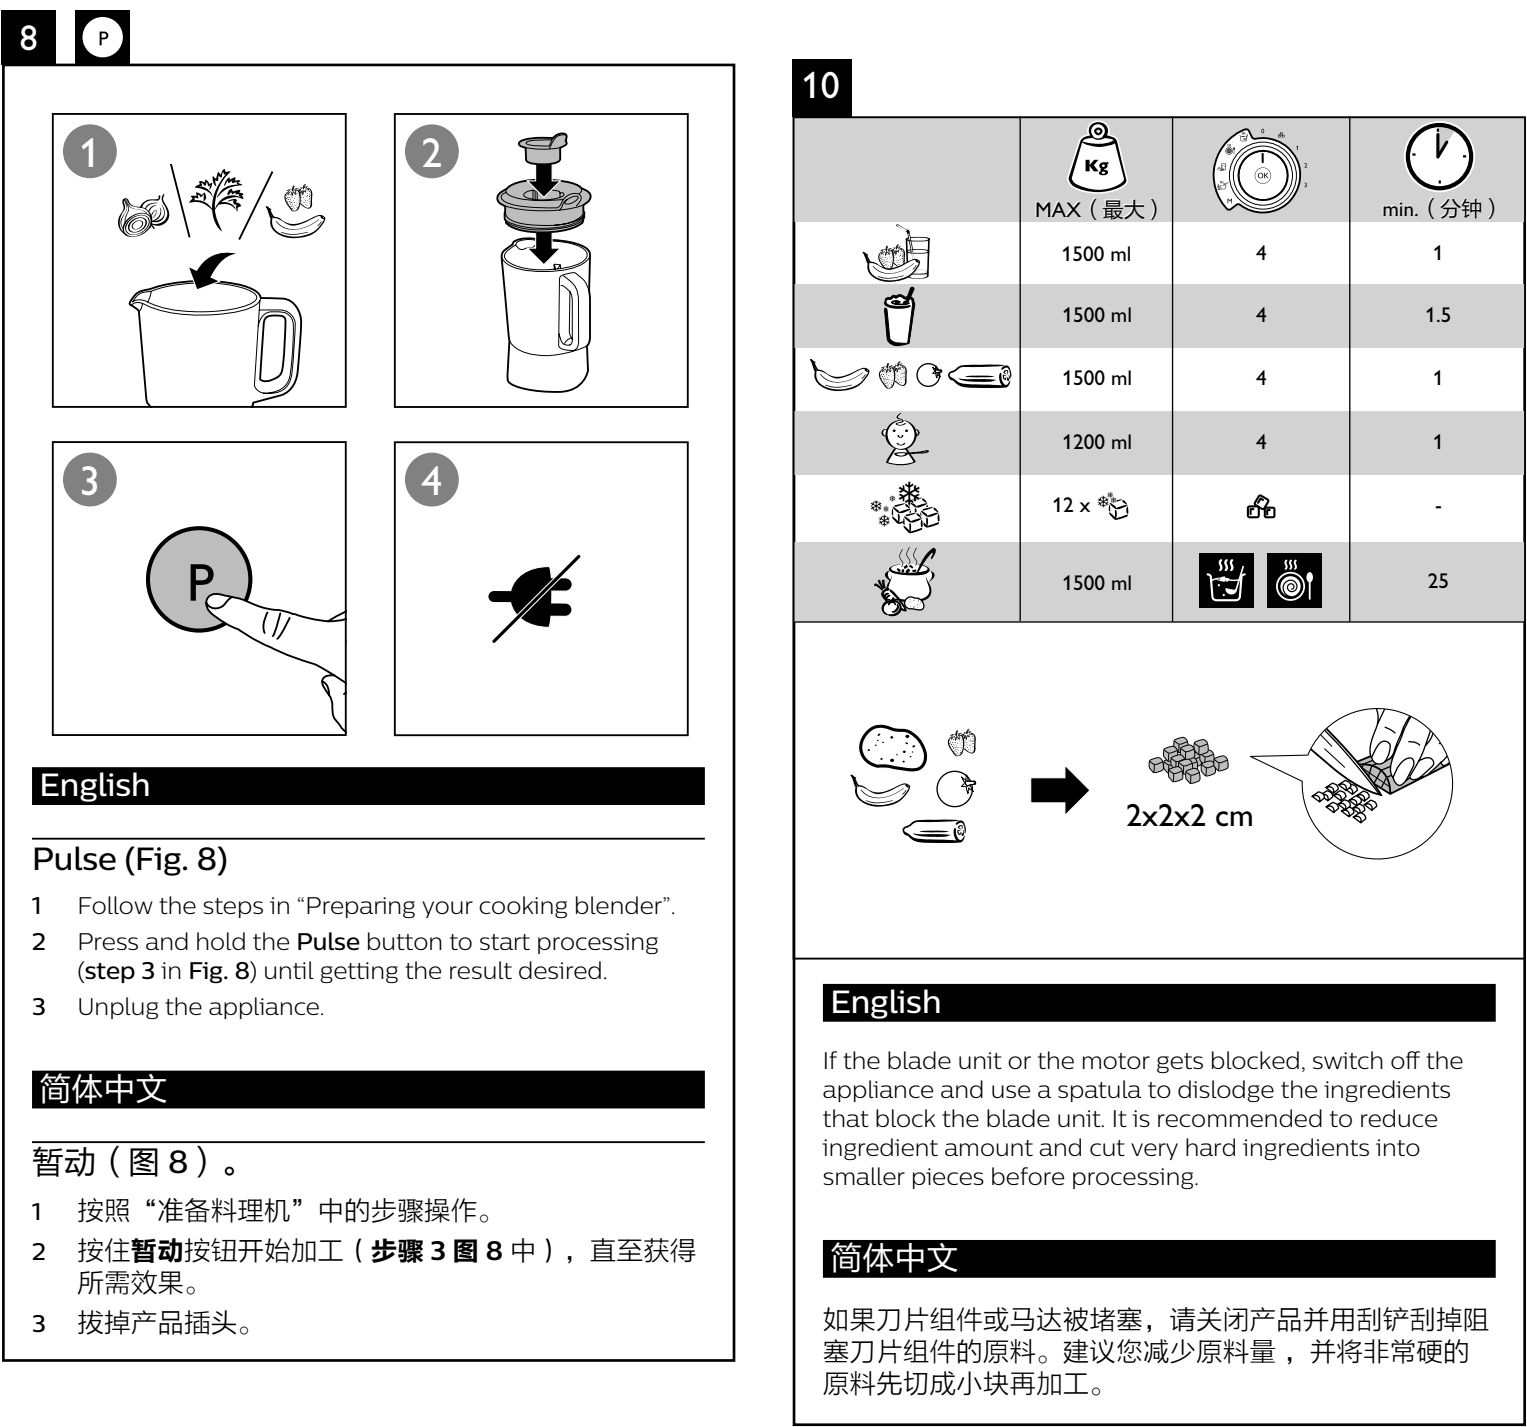 8 P
1
2
3
P
4
English
Pulse (Fig. 8)
1 Follow the steps in “Preparing your cooking blender”.
2 Press and hold the Pulse button to start processing
(step 3 in Fig. 8) until getting the result desired.
3 Unplug the appliance.
简体中文
暂动（图 8）。
1 按照“准备料理机”中的步骤操作。
2 按住暂动按钮开始加工（步骤 3 图 8 中），直至获得
所需效果。
3 拔掉产品插头。
10
Kg
MAX（最大）
0
1
2
3
M
OK
min.（分钟）
1500 ml 4 1
1500 ml 4 1.5
1500 ml 4 1
1200 ml 4 1
12 x -
1500 ml 25
2x2x2 cm
English
If the blade unit or the motor gets blocked, switch off the
appliance and use a spatula to dislodge the ingredients
that block the blade unit. It is recommended to reduce
ingredient amount and cut very hard ingredients into
smaller pieces before processing.
简体中文
如果刀片组件或马达被堵塞，请关闭产品并用刮铲刮掉阻
塞刀片组件的原料。建议您减少原料量，并将非常硬的
原料先切成小块再加工。